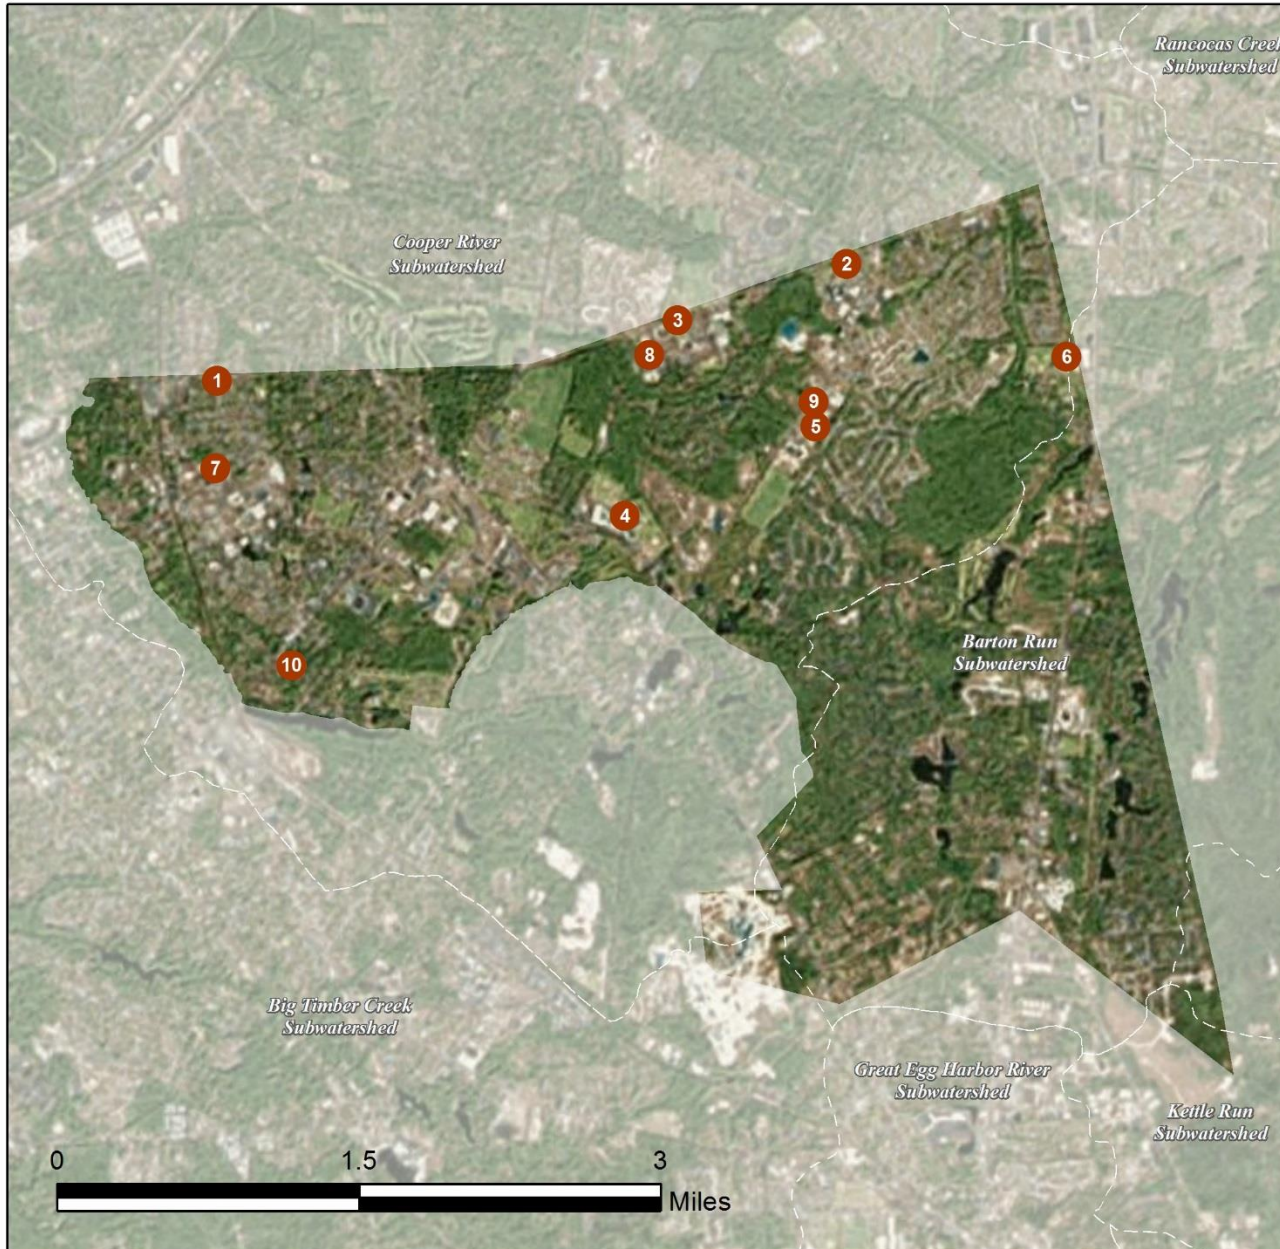 Rancocas Creek
Subwatershed
Cooper River
Subwatershed
2
3
8
6
1
9
5
7
4
Barton Run
Subwatershed
10
Big Timber Creek
Subwatershed
Great Egg Harbor River
Subwatershed
Kettle Run
Subwatershed
0 1.5 3
Miles